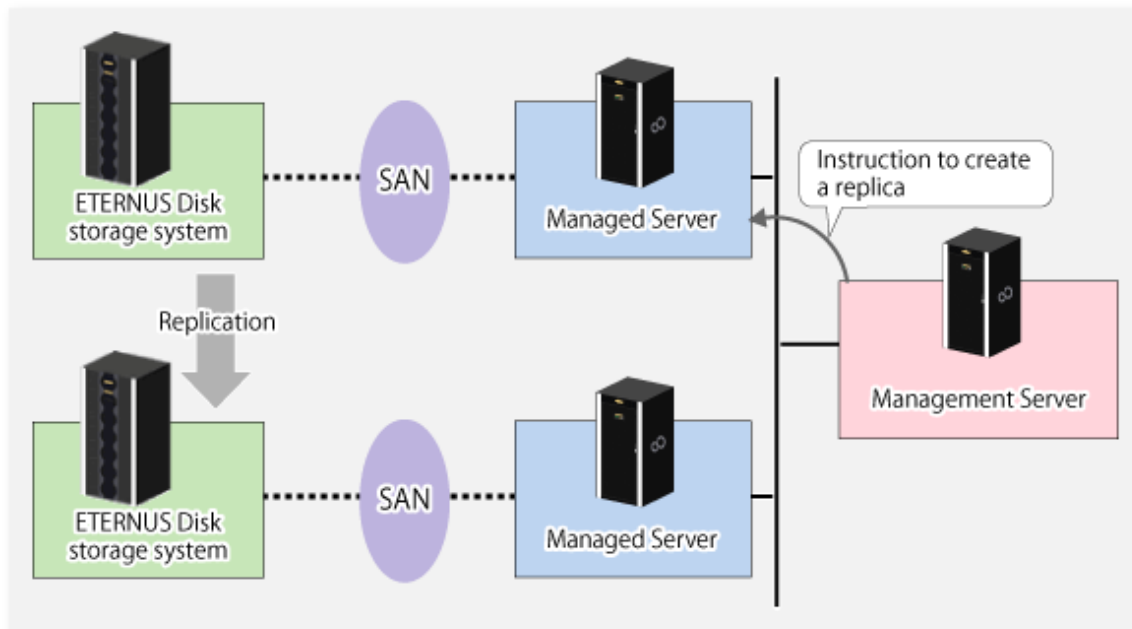 ETERNUS Disk
storage system
SAN
Managed Server
Instruction to create
a replica
Replication
Management Server
ETERNUS Disk
storage system
SAN
Managed Server